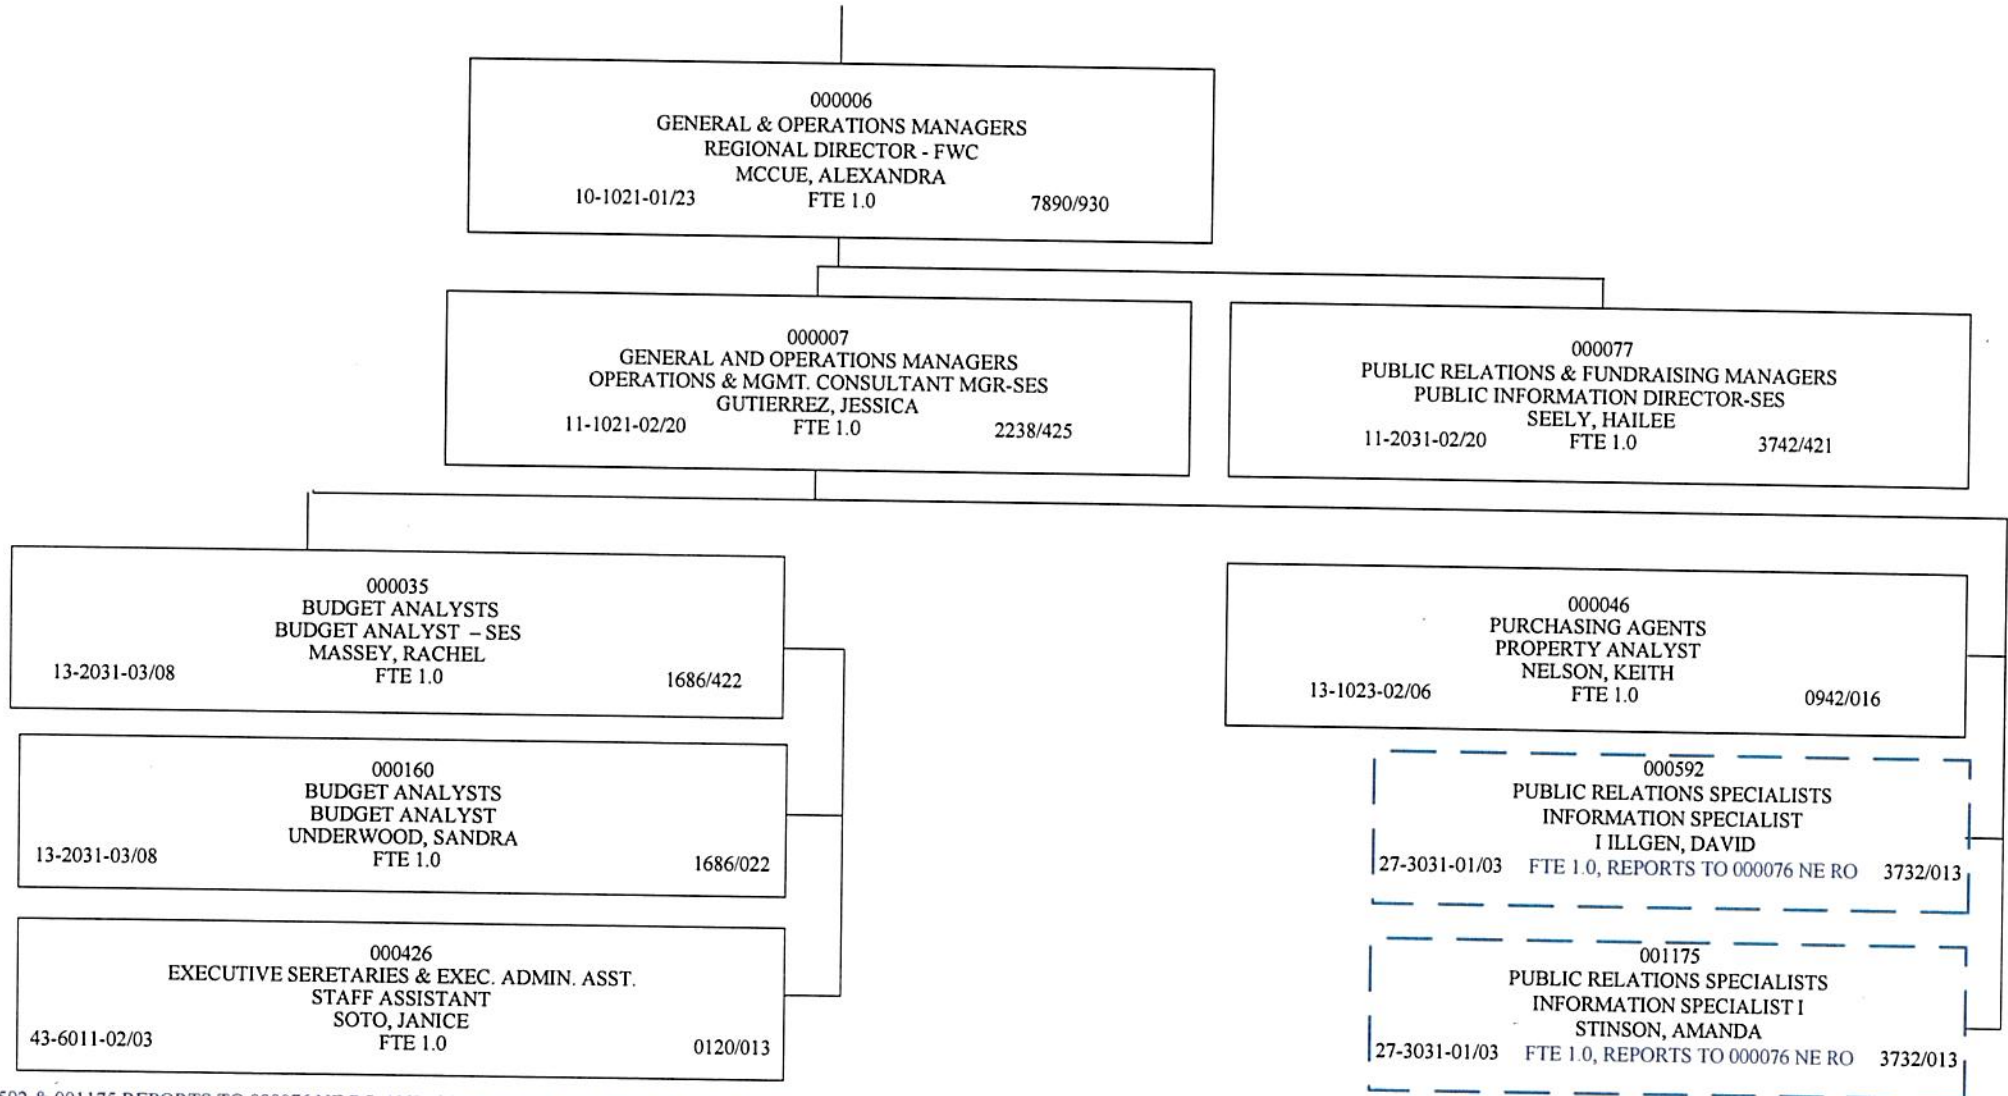 000006
GENERAL & OPERATIONS MANAGERS
REGIONAL DIRECTOR - FWC
MCCUE, ALEXANDRA
10-1021-01/23 FTE 1.0 7890/930
000007
GENERAL AND OPERATIONS MANAGERS
OPERATIONS & MGMT. CONSULTANT MGR-SES
GUTIERREZ, JESSICA
11-1021-02/20 FTE 1.0 2238/425
000077
PUBLIC RELATIONS & FUNDRAISING MANAGERS
PUBLIC INFORMATION DIRECTOR-SES
SEELY, HAILEE
11-2031-02/20 FTE 1.0 3742/421
000035
BUDGET ANALYSTS
BUDGET ANALYST – SES
MASSEY, RACHEL
13-2031-03/08 FTE 1.0 1686/422
000046
PURCHASING AGENTS
PROPERTY ANALYST
NELSON, KEITH
13-1023-02/06 FTE 1.0 0942/016
000160
BUDGET ANALYSTS
BUDGET ANALYST
UNDERWOOD, SANDRA
13-2031-03/08 FTE 1.0 1686/022
000592
PUBLIC RELATIONS SPECIALISTS
INFORMATION SPECIALIST
I ILLGEN, DAVID
27-3031-01/03 FTE 1.0, REPORTS TO 000076 NE RO 3732/013
000426
EXECUTIVE SERETARIES & EXEC. ADMIN. ASST.
STAFF ASSISTANT
SOTO, JANICE
43-6011-02/03 FTE 1.0 0120/013
001175
PUBLIC RELATIONS SPECIALISTS
INFORMATION SPECIALIST I
STINSON, AMANDA
27-3031-01/03 FTE 1.0, REPORTS TO 000076 NE RO 3732/013
& 001175 REPORTS TO 000076 NE RO